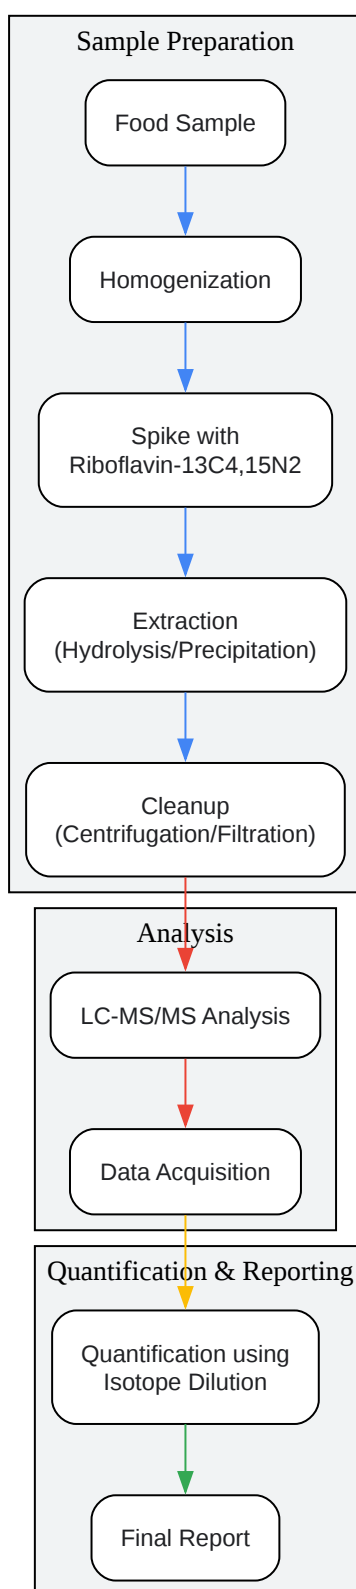 Sample Preparation
Food Sample
Homogenization
Spike with
Riboflavin-13C4,15N2
Extraction
(Hydrolysis/Precipitation)
Cleanup
(Centrifugation/Filtration)
Analysis
LC-MS/MS Analysis
Data Acquisition
Quantification & Reporting
Quantification using
Isotope Dilution
Final Report